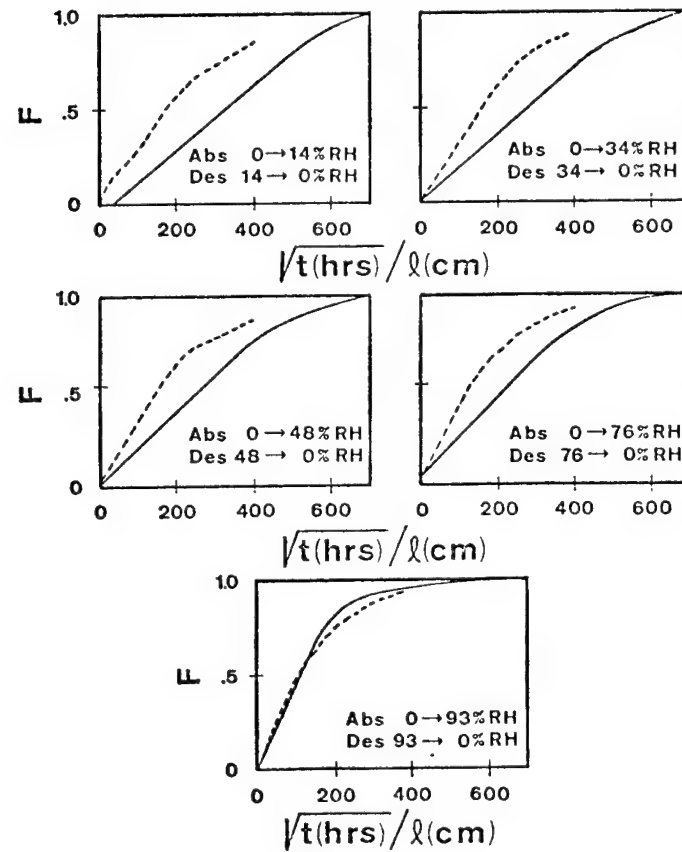 1.0
F
.5
0
Abs 0→14%RH
Des 14→ 0%RH
0 200 400 600
√t(hrs)/ℓ(cm)
Abs 0→34%RH
Des 34→ 0%RH
0 200 400 600
1.0
F
.5
0
Abs 0→48%RH
Des 48→ 0%RH
0 200 400 600
√t(hrs)/ℓ(cm)
Abs 0→76%RH
Des 76→ 0%RH
0 200 400 600
1.0
F
.5
0
Abs 0→93%RH
Des 93→ 0%RH
0 200 400 600
√t(hrs)/ℓ(cm)